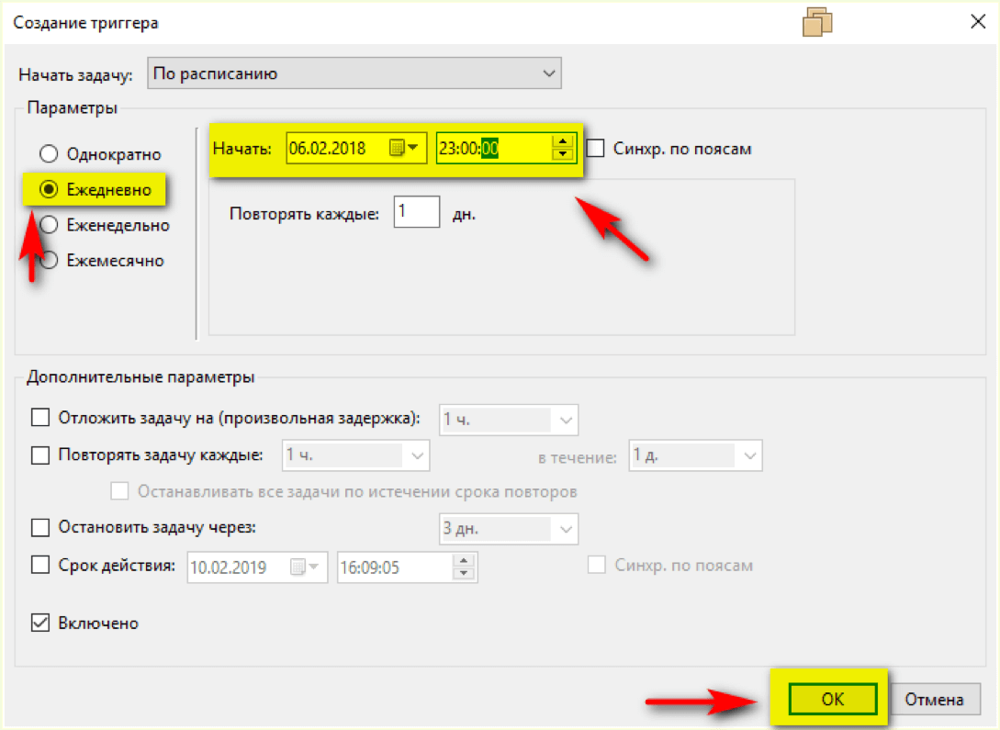 Создание триггера
Начать задачу: По расписанию
Параметры
Однократно
Ежедневно
Еженедельно
Ежемесячно
Начать: 06.02.2018 23:00:00 Синхр. по поясам
Повторять каждые: 1 дн.
Дополнительные параметры
Отложить задачу на (произвольная задержка): 1 ч.
Повторять задачу каждые: 1 ч. в течение: 1 д.
Останавливать все задачи по истечении срока повторов
Остановить задачу через: 3 дн.
Срок действия: 10.02.2019 16:09:05 Синхр. по поясам
Включено
ОК Отмена